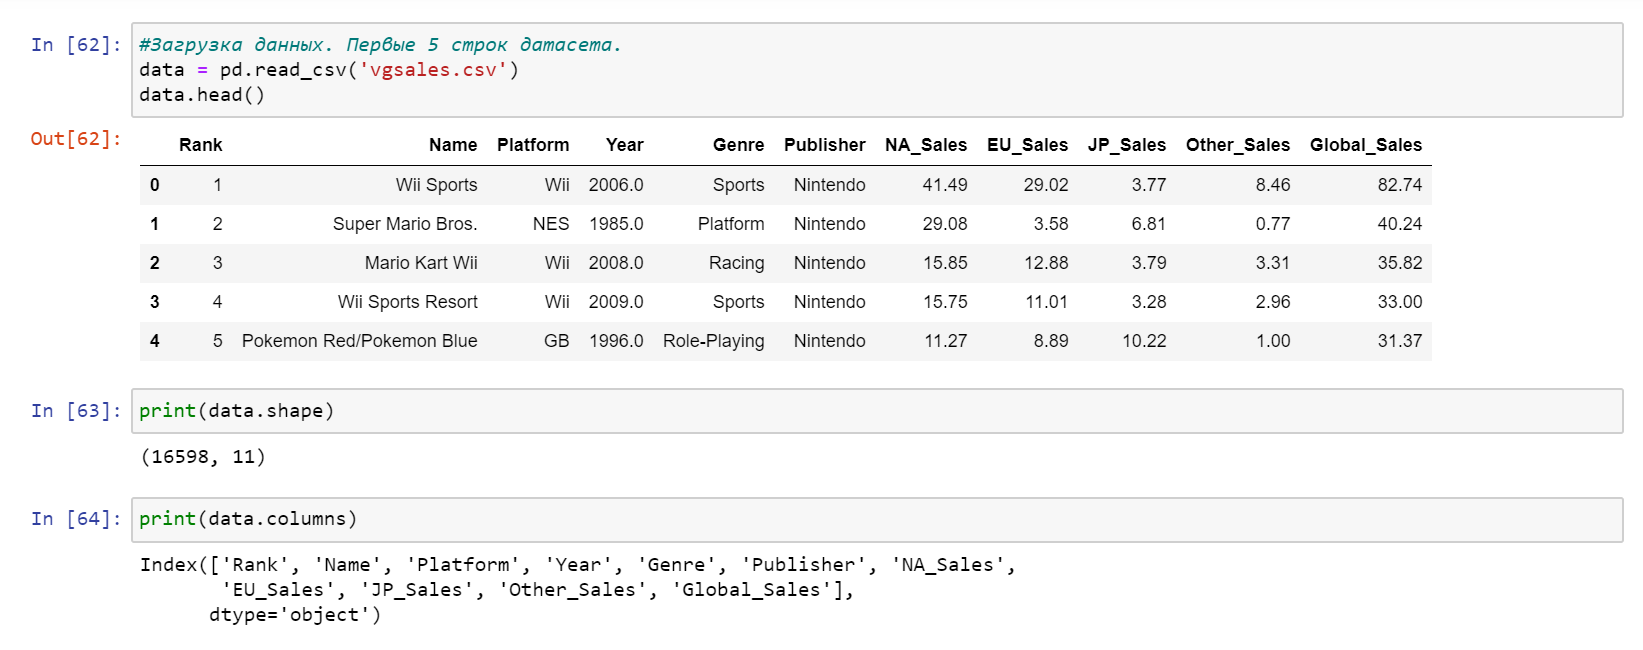 In [62]: #Загрузка данных. Первые 5 строк датасета.
data = pd.read_csv('vgsales.csv')
data.head()
Out[62]:
Rank Name Platform Year Genre Publisher NA_Sales EU_Sales JP_Sales Other_Sales Global_Sales
0 1 Wii Sports Wii 2006.0 Sports Nintendo 41.49 29.02 3.77 8.46 82.74
1 2 Super Mario Bros. NES 1985.0 Platform Nintendo 29.08 3.58 6.81 0.77 40.24
2 3 Mario Kart Wii Wii 2008.0 Racing Nintendo 15.85 12.88 3.79 3.31 35.82
3 4 Wii Sports Resort Wii 2009.0 Sports Nintendo 15.75 11.01 3.28 2.96 33.00
4 5 Pokemon Red/Pokemon Blue GB 1996.0 Role-Playing Nintendo 11.27 8.89 10.22 1.00 31.37
In [63]: print(data.shape)
(16598, 11)
In [64]: print(data.columns)
Index(['Rank', 'Name', 'Platform', 'Year', 'Genre', 'Publisher', 'NA_Sales',
'EU_Sales', 'JP_Sales', 'Other_Sales', 'Global_Sales'],
dtype='object')